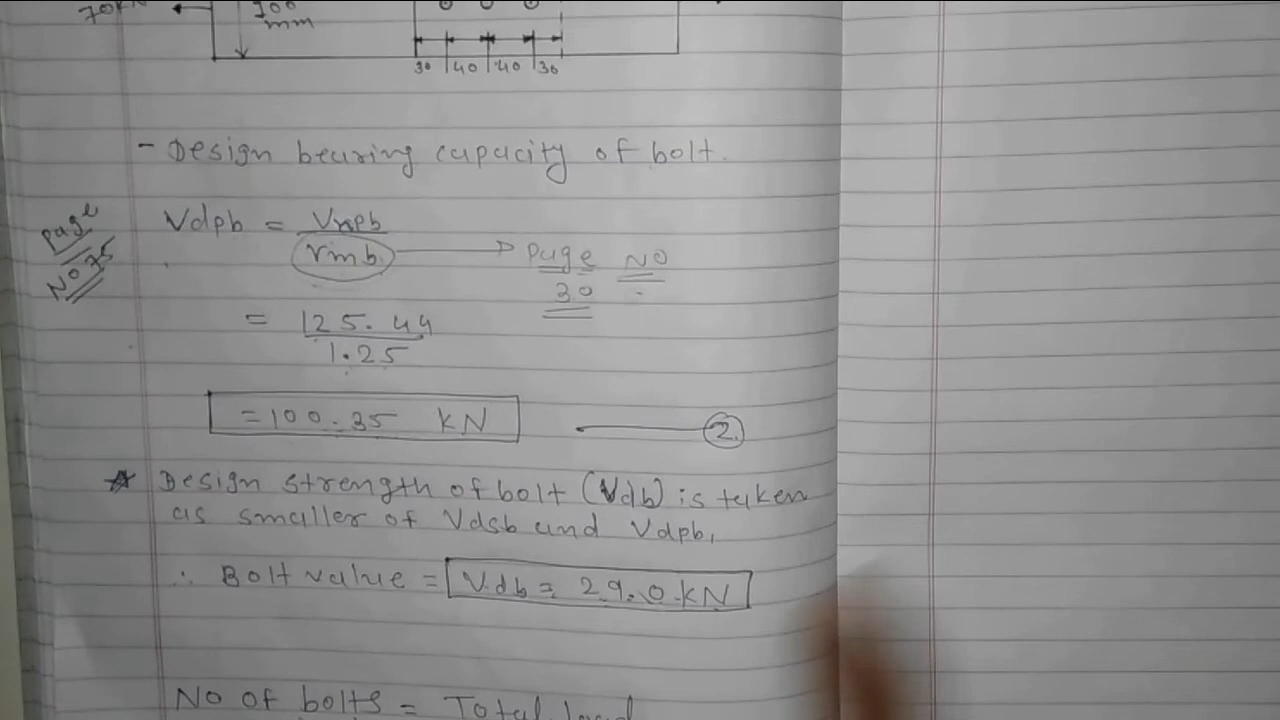 70kN
300
mm
30 40 40 30
- Design bearing capacity of bolt.
Page
No 75
Vdpb = Vnpb
rmb. Page No
30
= 125.44
1.25
= 100.35 kN 2.
Design strength of bolt (Vdb) is taken
as smaller of Vdsb and Vdpb,
∴ Bolt value = Vdb = 29.0 kN
No of bolts = Total load